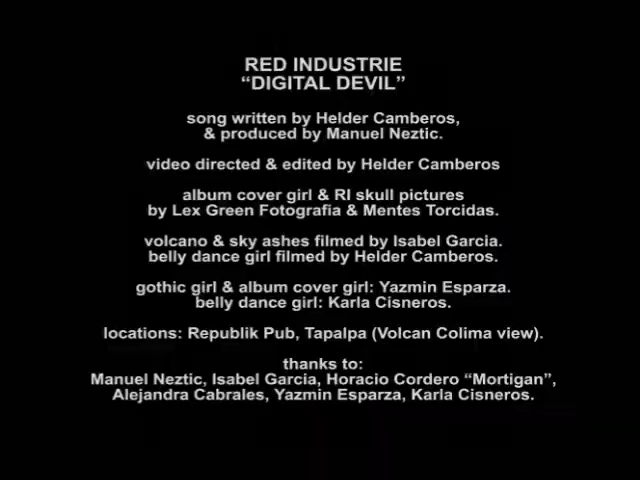 RED INDUSTRIE
“DIGITAL DEVIL”
song written by Helder Camberos,
& produced by Manuel Neztic.
video directed & edited by Helder Camberos
album cover girl & RI skull pictures
by Lex Green Fotografia & Mentes Torcidas.
volcano & sky ashes filmed by Isabel Garcia.
belly dance girl filmed by Helder Camberos.
gothic girl & album cover girl: Yazmin Esparza.
belly dance girl: Karla Cisneros.
locations: Republik Pub, Tapalpa (Volcan Colima view).
thanks to:
Manuel Neztic, Isabel Garcia, Horacio Cordero “Mortigan”,
Alejandra Cabrales, Yazmin Esparza, Karla Cisneros.